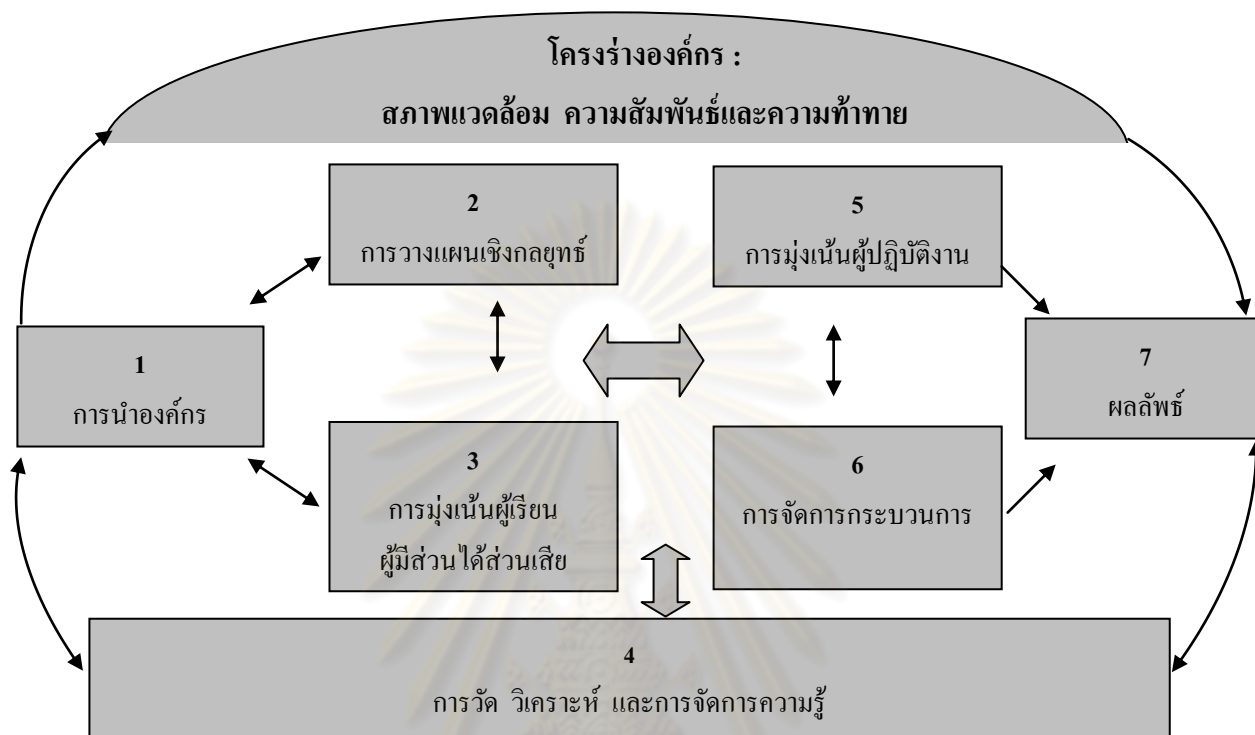 โครงร่างองค์กร :
สภาพแวดล้อม ความสัมพันธ์และความท้าทาย
2
การวางแผนเชิงกลยุทธ์
5
การมุ่งเน้นผู้ปฏิบัติงาน
1
การนำองค์กร
7
ผลลัพธ์
3
การมุ่งเน้นผู้เรียน
ผู้มีส่วนได้ส่วนเสีย
6
การจัดการกระบวนการ
4
การวัด วิเคราะห์ และการจัดการความรู้